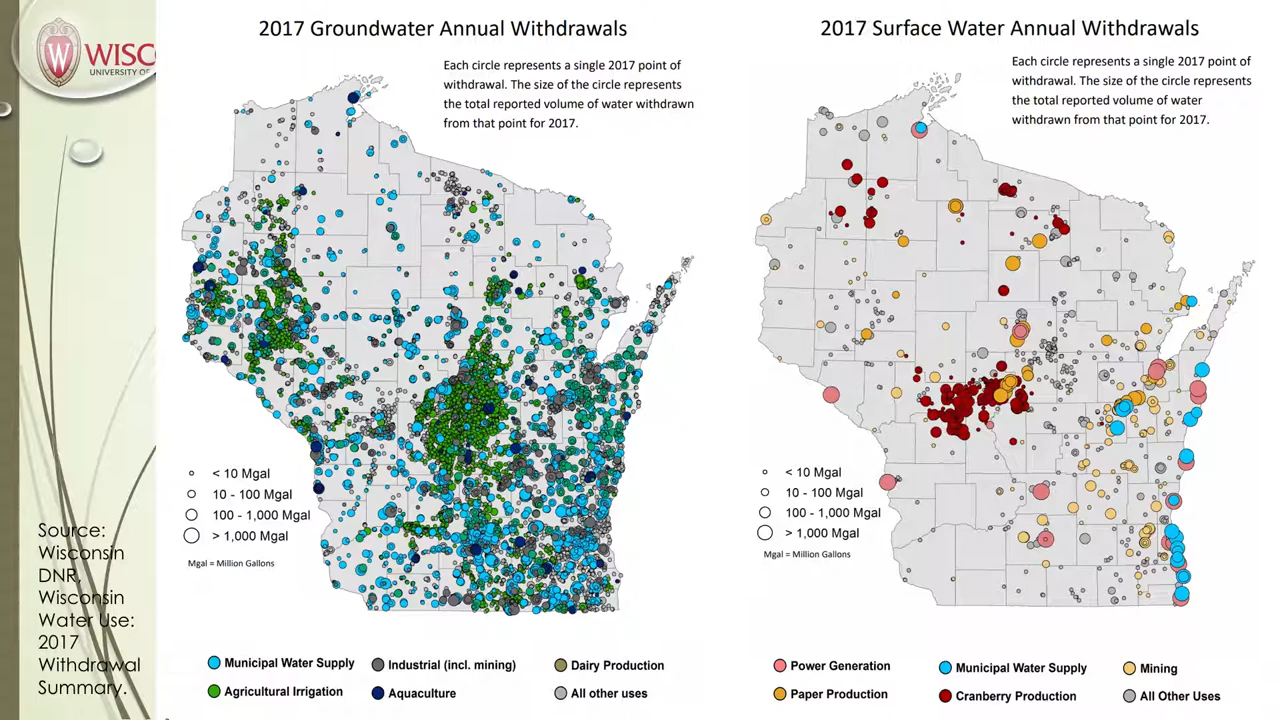 W
WISC
UNIVERSITY OF
Source:
Wisconsin
DNR,
Wisconsin
Water Use:
2017
Withdrawal
Summary.
2017 Groundwater Annual Withdrawals
Each circle represents a single 2017 point of
withdrawal. The size of the circle represents
the total reported volume of water withdrawn
from that point for 2017.
< 10 Mgal
10 - 100 Mgal
100 - 1,000 Mgal
> 1,000 Mgal
Mgal = Million Gallons
Municipal Water Supply
Industrial (incl. mining)
Dairy Production
Agricultural Irrigation
Aquaculture
All other uses
2017 Surface Water Annual Withdrawals
Each circle represents a single 2017 point of
withdrawal. The size of the circle represents
the total reported volume of water
withdrawn from that point for 2017.
< 10 Mgal
10 - 100 Mgal
100 - 1,000 Mgal
> 1,000 Mgal
Mgal = Million Gallons
Power Generation
Municipal Water Supply
Mining
Paper Production
Cranberry Production
All Other Uses